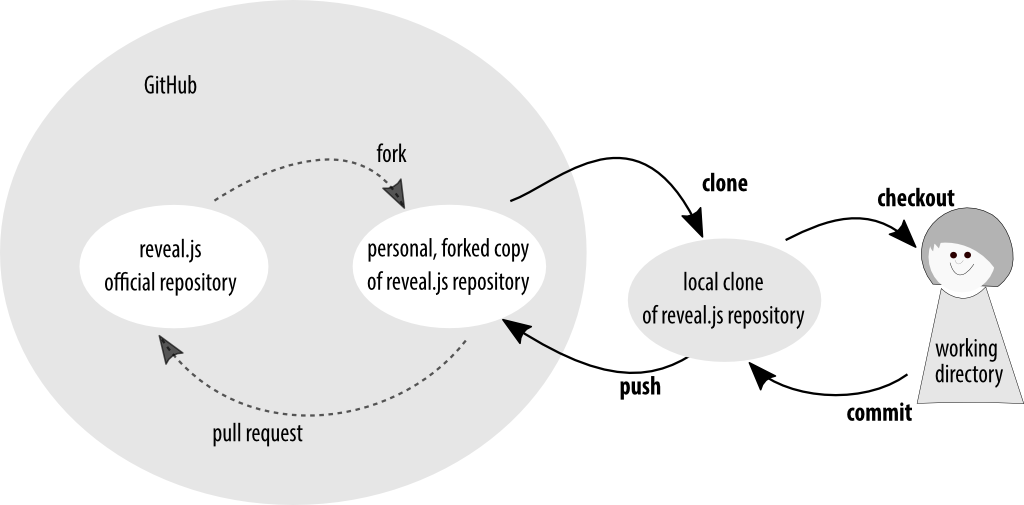 GitHub
fork
clone
checkout
reveal.js
official repository
personal, forked copy
of reveal.js repository
local clone
of reveal.js repository
working
directory
push
commit
pull request